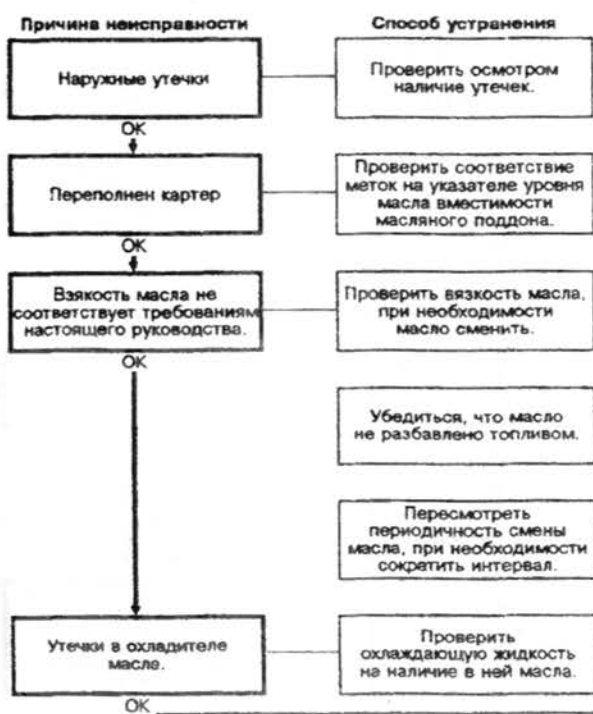 Причина неисправности
Способ устранения
Наружные утечки
Проверить осмотром
наличие утечек.
OK
Переполнен картер
Проверить соответствие
меток на указателе уровня
масла вместимости
масляного поддона.
OK
Взякость масла не
соответствует требованиям
настоящего руководства.
Проверить вязкость масла,
при необходимости
масло сменить.
OK
Убедиться, что масло
не разбавлено топливом.
Пересмотреть
периодичность смены
масла, при необходимости
сократить интервал.
Утечки в охладителе
масле.
Проверить
охлаждающую жидкость
на наличие в ней масла.
OK